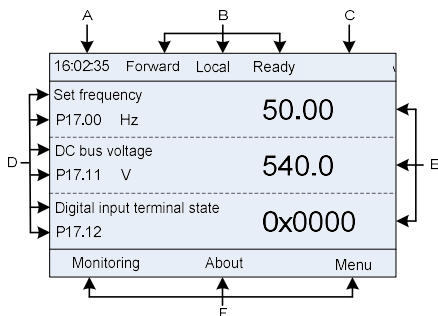 A B C
16:02:35 Forward Local Ready
Set frequency
P17.00 Hz 50.00
DC bus voltage
D P17.11 V 540.0 E
Digital input terminal state
P17.12 0x0000
Monitoring About Menu
F